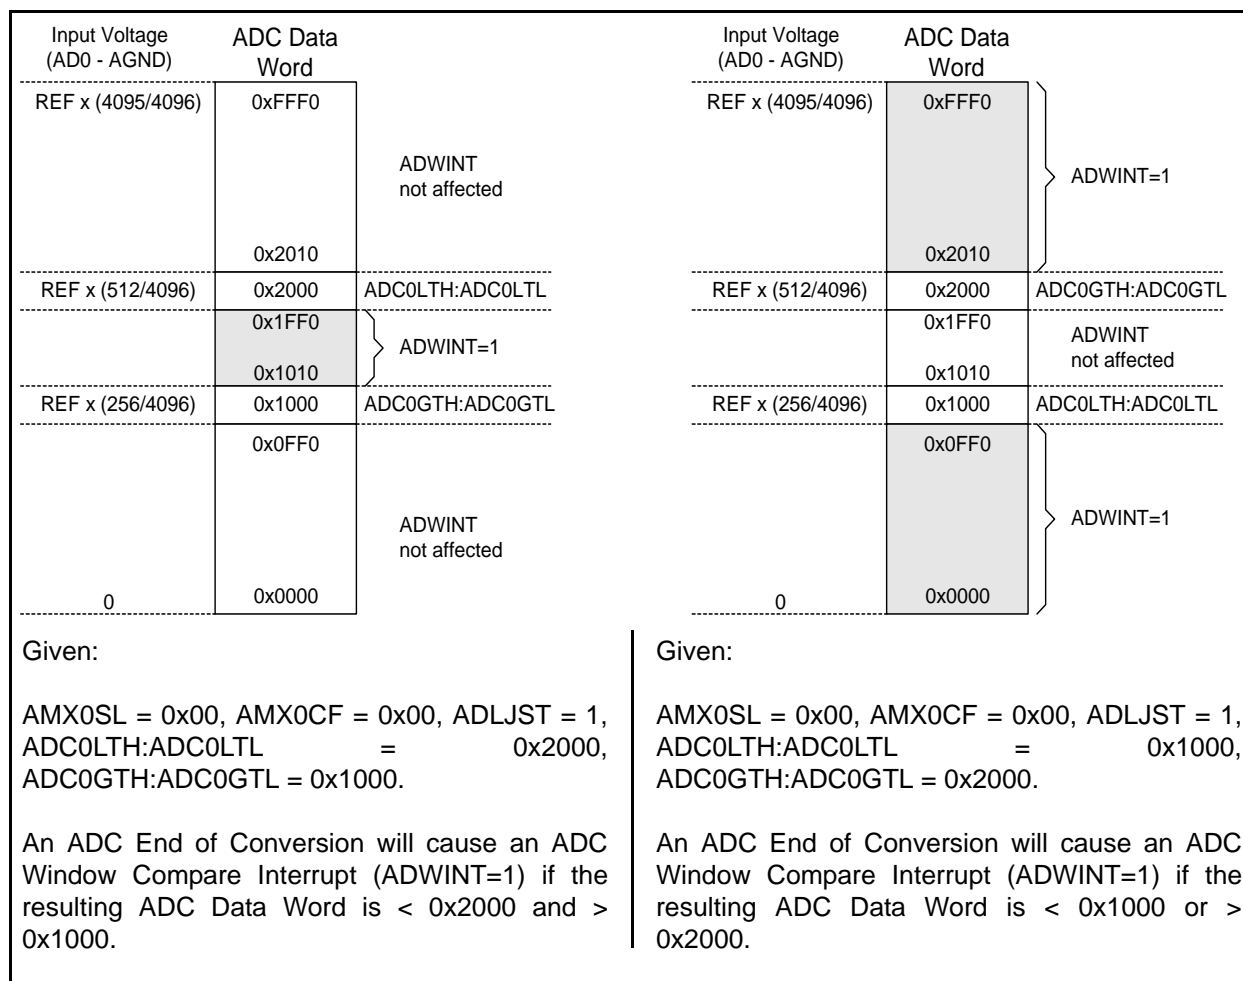 Input Voltage
(AD0 - AGND)
ADC Data
Word
REF x (4095/4096)
0xFFF0
ADWINT
not affected
0x2010
REF x (512/4096)
0x2000
ADC0LTH:ADC0LTL
0x1FF0
ADWINT=1
0x1010
REF x (256/4096)
0x1000
ADC0GTH:ADC0GTL
0x0FF0
ADWINT
not affected
0
0x0000
Given:
AMX0SL = 0x00, AMX0CF = 0x00, ADLJST = 1,
ADC0LTH:ADC0LTL = 0x2000,
ADC0GTH:ADC0GTL = 0x1000.
An ADC End of Conversion will cause an ADC
Window Compare Interrupt (ADWINT=1) if the
resulting ADC Data Word is < 0x2000 and >
0x1000.
Input Voltage
(AD0 - AGND)
ADC Data
Word
REF x (4095/4096)
0xFFF0
ADWINT=1
0x2010
REF x (512/4096)
0x2000
ADC0GTH:ADC0GTL
0x1FF0
ADWINT
not affected
0x1010
REF x (256/4096)
0x1000
ADC0LTH:ADC0LTL
0x0FF0
ADWINT=1
0
0x0000
Given:
AMX0SL = 0x00, AMX0CF = 0x00, ADLJST = 1,
ADC0LTH:ADC0LTL = 0x1000,
ADC0GTH:ADC0GTL = 0x2000.
An ADC End of Conversion will cause an ADC
Window Compare Interrupt (ADWINT=1) if the
resulting ADC Data Word is < 0x1000 or >
0x2000.